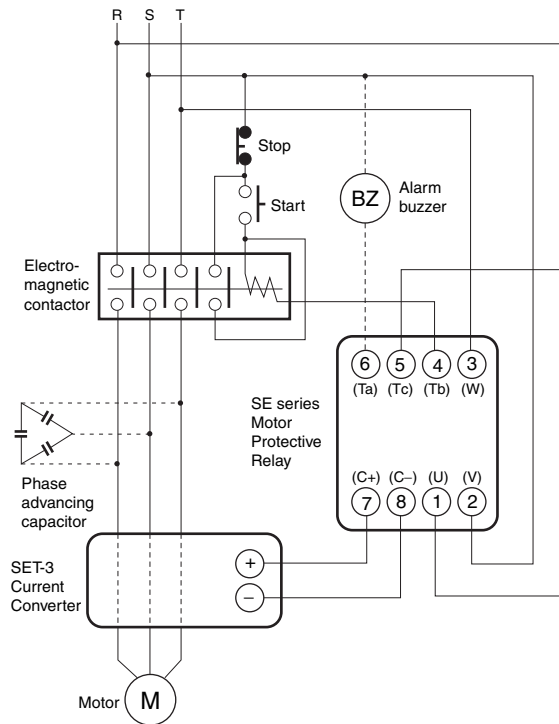 R S T
Stop
Start
BZ
Alarm
buzzer
Electro-
magnetic
contactor
6 5 4 3
(Ta) (Tc) (Tb) (W)
SE series
Motor
Protective
Relay
(C+) (C−) (U) (V)
7 8 1 2
Phase
advancing
capacitor
SET-3
Current
Converter
+
−
Motor
M